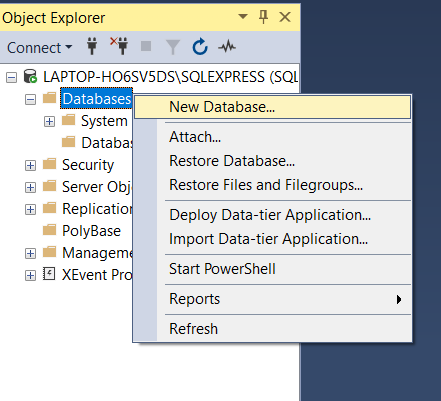 Object Explorer
Connect
LAPTOP-HO6SV5DS\SQLEXPRESS (SQL
Databases
System
Databas
Security
Server Obj
Replication
PolyBase
Manageme
XEvent Pro
New Database...
Attach...
Restore Database...
Restore Files and Filegroups...
Deploy Data-tier Application...
Import Data-tier Application...
Start PowerShell
Reports
Refresh